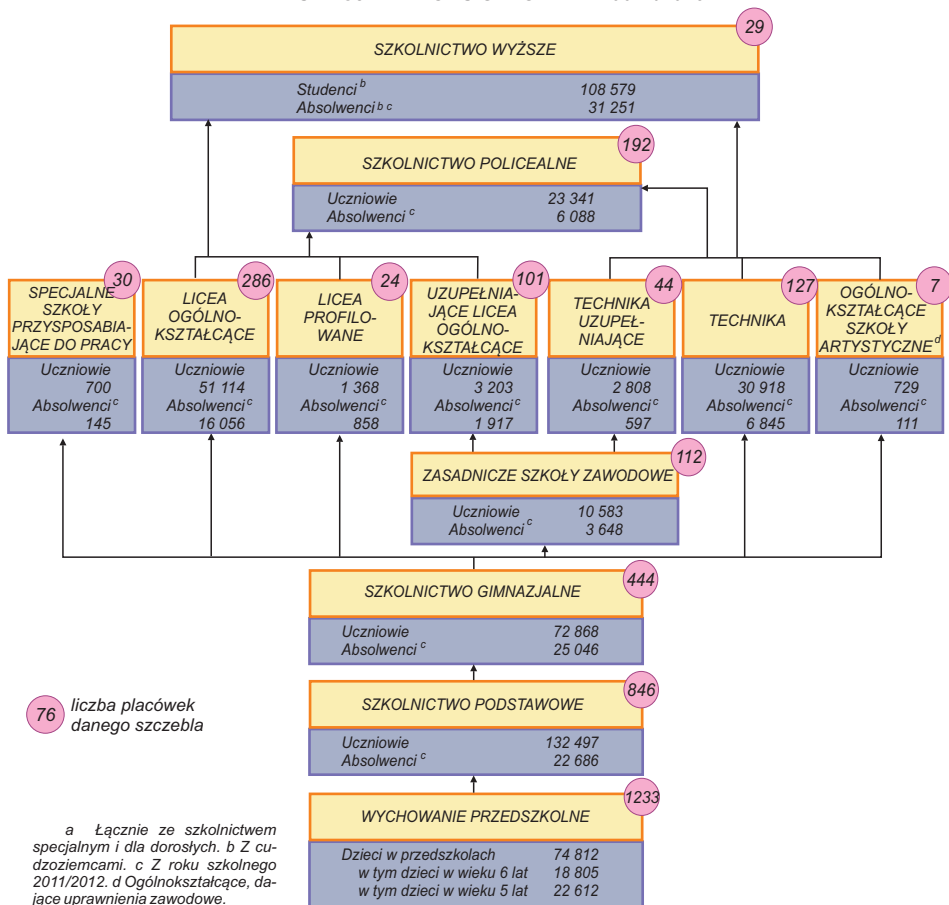 29
SZKOLNICTWO WYŻSZE
Studenci b 108 579
Absolwenci b c 31 251
192
SZKOLNICTWO POLICEALNE
Uczniowie 23 341
Absolwenci c 6 088
30
SPECJALNE
SZKOŁY
PRZYSPOSABIA-
JĄCE DO PRACY
Uczniowie
700
Absolwenci c
145
286
LICEA
OGÓLNO-
KSZTAŁCĄCE
Uczniowie
51 114
Absolwenci c
16 056
24
LICEA
PROFILO-
WANE
Uczniowie
1 368
Absolwenci c
858
101
UZUPEŁNIA-
JĄCE LICEA
OGÓLNO-
KSZTAŁCĄCE
Uczniowie
3 203
Absolwenci c
1 917
44
TECHNIKA
UZUPEŁ-
NIAJĄCE
Uczniowie
2 808
Absolwenci c
597
127
TECHNIKA
Uczniowie
30 918
Absolwenci c
6 845
7
OGÓLNO-
KSZTAŁCĄCE
SZKOŁY
ARTYSTYCZNE d
Uczniowie
729
Absolwenci c
111
112
ZASADNICZE SZKOŁY ZAWODOWE
Uczniowie 10 583
Absolwenci c 3 648
444
SZKOLNICTWO GIMNAZJALNE
Uczniowie 72 868
Absolwenci c 25 046
846
SZKOLNICTWO PODSTAWOWE
Uczniowie 132 497
Absolwenci c 22 686
1233
WYCHOWANIE PRZEDSZKOLNE
Dzieci w przedszkolach 74 812
w tym dzieci w wieku 6 lat 18 805
w tym dzieci w wieku 5 lat 22 612
76 liczba placówek
danego szczebla
a Łącznie ze szkolnictwem
specjalnym i dla dorosłych. b Z cu-
dzoziemcami. c Z roku szkolnego
2011/2012. d Ogólnokształcące, da-
jące uprawnienia zawodowe.